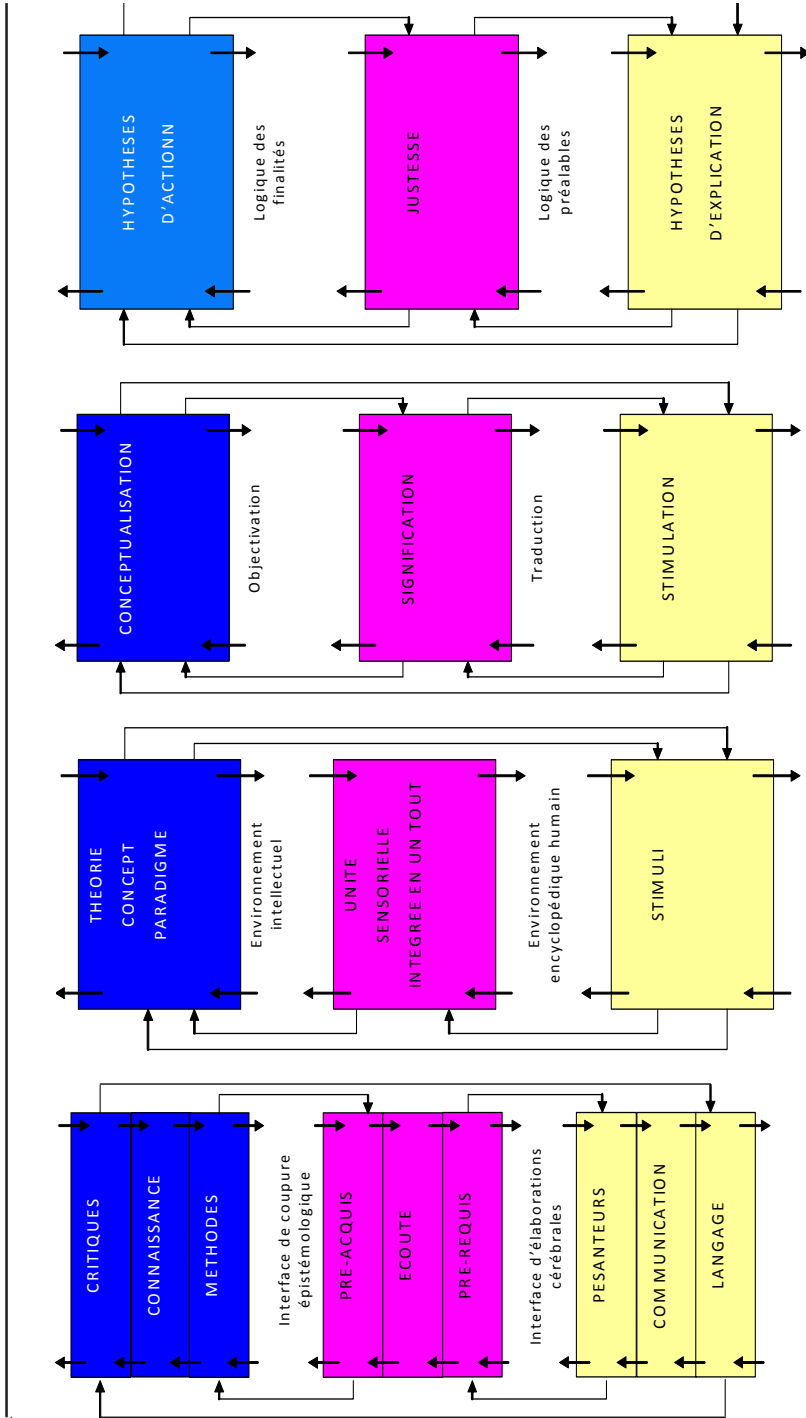 CRITIQUES
CONNAISSANCE
METHODES
Interface de coupure
épistémologique
PRE-ACQUIS
ECOUTE
PRE-REQUIS
Interface d'élaborations
cérébrales
PESANTEURS
COMMUNICATION
LANGAGE
THEORIE
CONCEPT
PARADIGME
Environnement
intellectuel
UNITE
SENSORIELLE
INTEGREE EN UN TOUT
Environnement
encyclopédique humain
STIMULI
CONCEPTUALISATION
Objectivation
SIGNIFICATION
Traduction
STIMULATION
HYPOTHESES
D'ACTIONN
Logique des
finalités
JUSTESSE
Logique des
préalables
HYPOTHESES
D'EXPLICATION